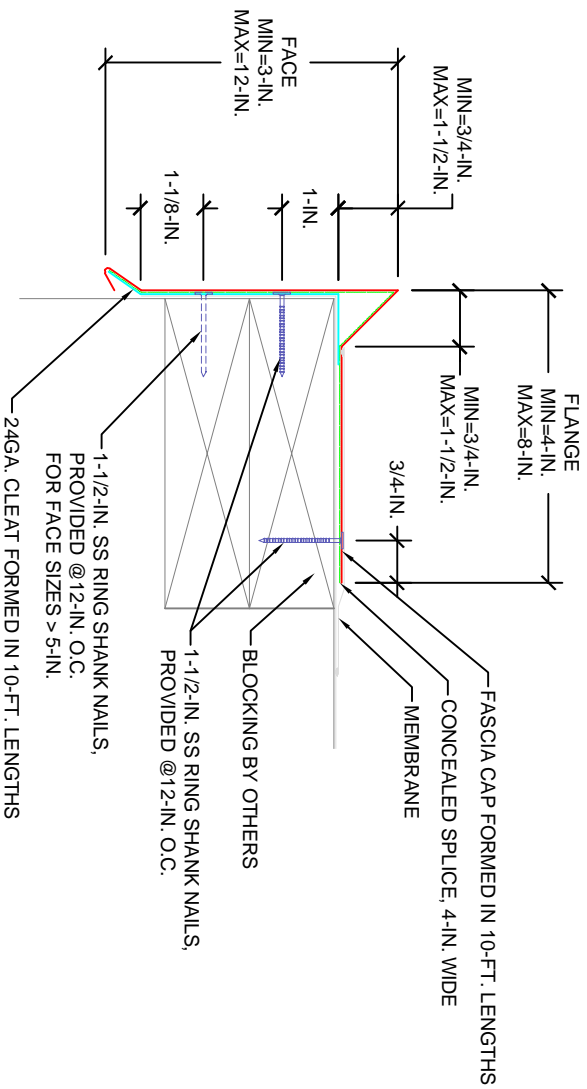 FLANGE
MIN=4-IN.
MAX=8-IN.
MIN=3/4-IN.
MAX=1-1/2-IN.
MIN=3/4-IN.
MAX=1-1/2-IN.
3/4-IN.
FACE
MIN=3-IN.
MAX=12-IN.
1-IN.
1-1/8-IN.
FASCIA CAP FORMED IN 10-FT. LENGTHS
CONCEALED SPLICE, 4-IN. WIDE
MEMBRANE
BLOCKING BY OTHERS
1-1/2-IN. SS RING SHANK NAILS,
PROVIDED @12-IN. O.C.
1-1/2-IN. SS RING SHANK NAILS,
PROVIDED @12-IN. O.C.
FOR FACE SIZES > 5-IN.
24GA. CLEAT FORMED IN 10-FT. LENGTHS